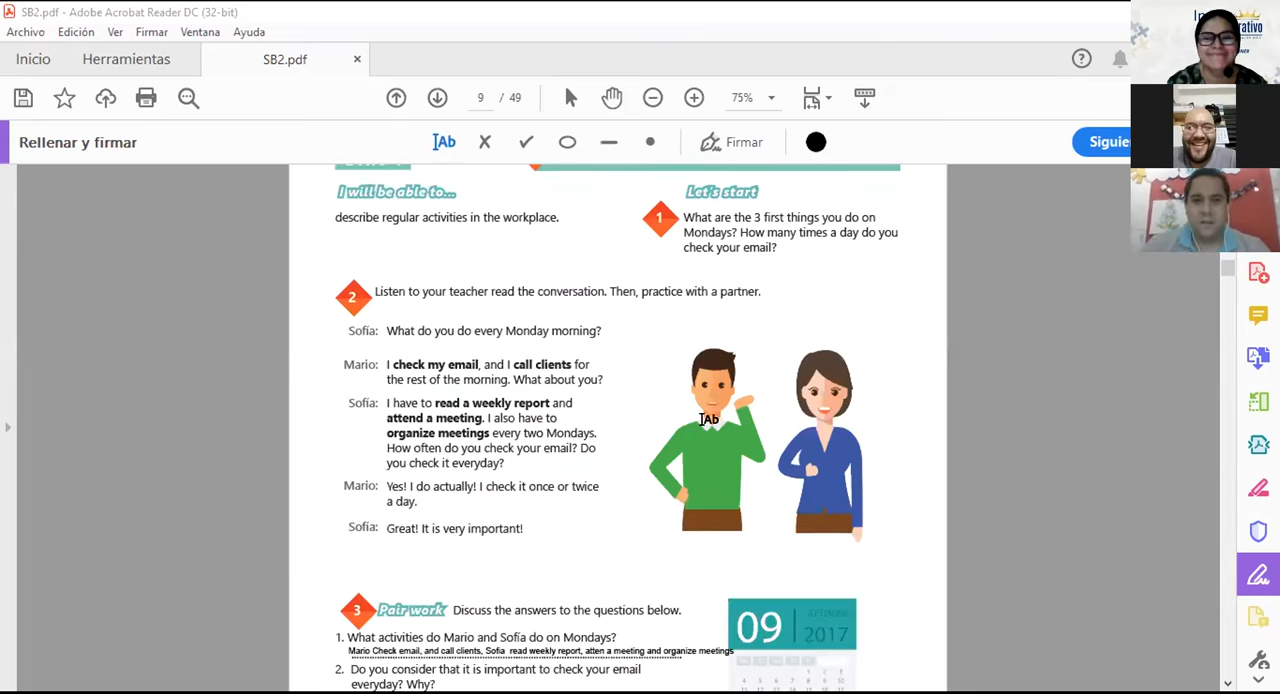 SB2.pdf - Adobe Acrobat Reader DC (32-bit)
Archivo Edición Ver Firmar Ventana Ayuda
Inicio Herramientas SB2.pdf ×
9 / 49 75%
Rellenar y firmar Ab Firmar Siguie
I will be able to...
describe regular activities in the workplace.
Let's start
1 What are the 3 first things you do on
Mondays? How many times a day do you
check your email?
2 Listen to your teacher read the conversation. Then, practice with a partner.
Sofía: What do you do every Monday morning?
Mario: I check my email, and I call clients for
the rest of the morning. What about you?
Sofía: I have to read a weekly report and
attend a meeting. I also have to
organize meetings every two Mondays.
How often do you check your email? Do
you check it everyday?
Mario: Yes! I do actually! I check it once or twice
a day.
Sofía: Great! It is very important!
Ab
3 Pair work Discuss the answers to the questions below.
1. What activities do Mario and Sofía do on Mondays?
Mario Check email, and call clients, Sofia read weekly report, atten a meeting and organize meetings
2. Do you consider that it is important to check your email
everyday? Why?
09
2017